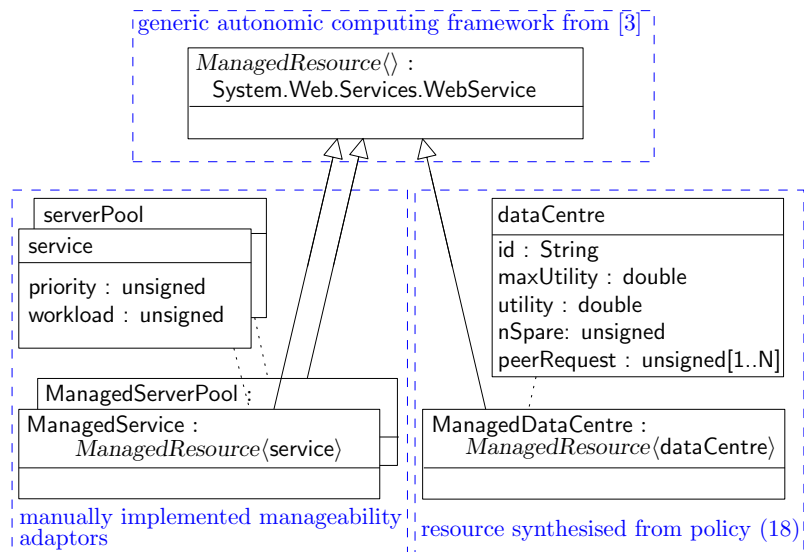 generic autonomic computing framework from [3]
ManagedResource⟨⟩ :
System.Web.Services.WebService
serverPool
service
priority : unsigned
workload : unsigned
dataCentre
id : String
maxUtility : double
utility : double
nSpare: unsigned
peerRequest : unsigned[1..N]
ManagedServerPool :
ManagedService :
ManagedResource⟨service⟩
ManagedDataCentre :
ManagedResource⟨dataCentre⟩
manually implemented manageability
adaptors
resource synthesised from policy (18)